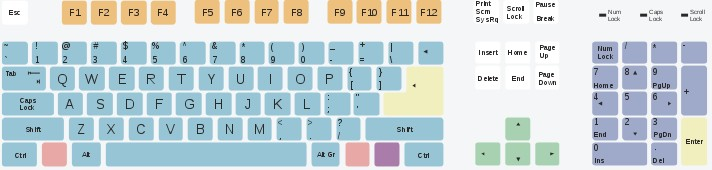 Esc F1 F2 F3 F4 F5 F6 F7 F8 F9 F10 F11 F12 Print Scrn SysRq Scroll Lock Pause Break Num Lock Caps Lock Scroll Lock
~ ` ! 1 @ 2 # 3 $ 4 % 5 ^ 6 & 7 * 8 ( 9 ) 0 _ - + = | \ Insert Home Page Up Num Lock / * -
Tab Q W E R T Y U I O P { [ } ] Delete End Page Down 7 Home 8 9 PgUp +
Caps Lock A S D F G H J K L : ; " ' 4 5 6
Shift Z X C V B N M < , > . ? / Shift 1 End 2 3 PgDn Enter
Ctrl Alt Alt Gr Ctrl 0 Ins . Del